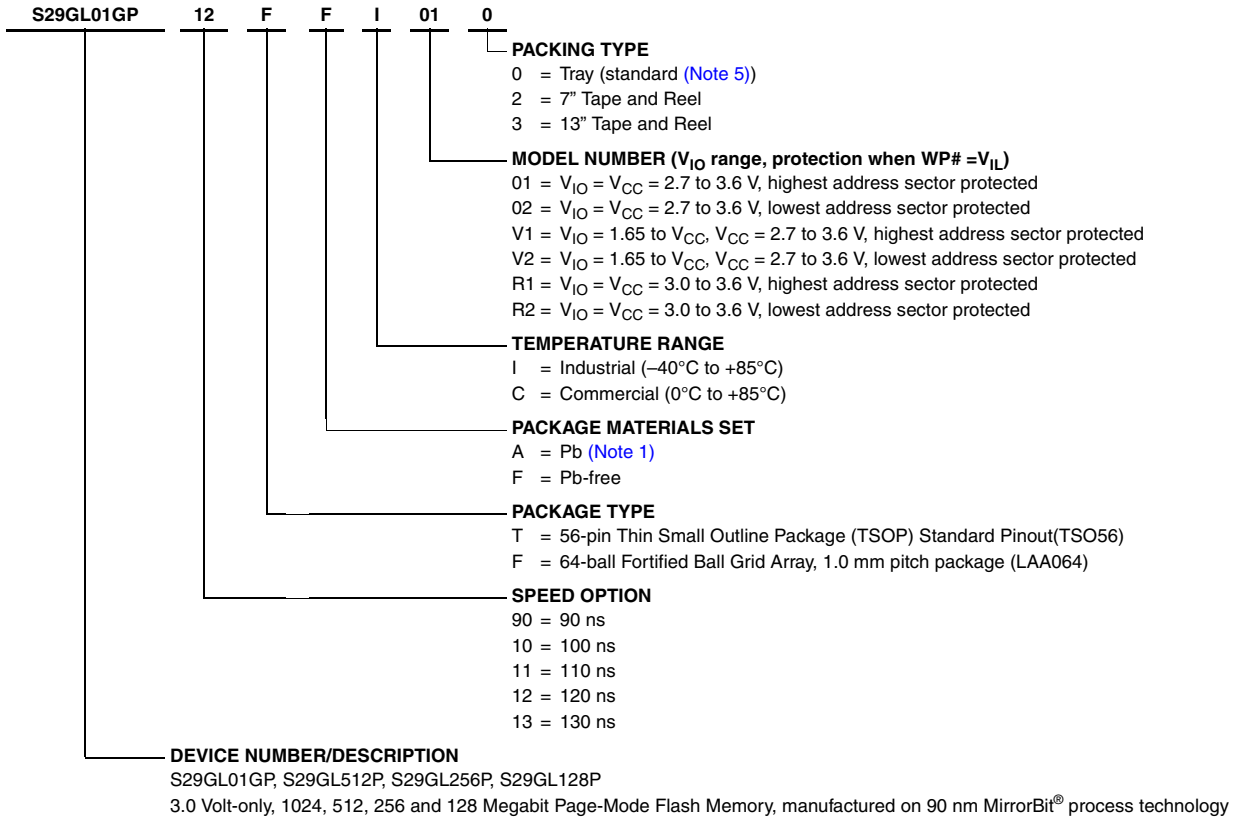 S29GL01GP 12 F F I 01 0
PACKING TYPE
0 = Tray (standard (Note 5))
2 = 7” Tape and Reel
3 = 13” Tape and Reel
MODEL NUMBER (VIO range, protection when WP# =VIL)
01 = VIO = VCC = 2.7 to 3.6 V, highest address sector protected
02 = VIO = VCC = 2.7 to 3.6 V, lowest address sector protected
V1 = VIO = 1.65 to VCC, VCC = 2.7 to 3.6 V, highest address sector protected
V2 = VIO = 1.65 to VCC, VCC = 2.7 to 3.6 V, lowest address sector protected
R1 = VIO = VCC = 3.0 to 3.6 V, highest address sector protected
R2 = VIO = VCC = 3.0 to 3.6 V, lowest address sector protected
TEMPERATURE RANGE
I = Industrial (–40°C to +85°C)
C = Commercial (0°C to +85°C)
PACKAGE MATERIALS SET
A = Pb (Note 1)
F = Pb-free
PACKAGE TYPE
T = 56-pin Thin Small Outline Package (TSOP) Standard Pinout(TSO56)
F = 64-ball Fortified Ball Grid Array, 1.0 mm pitch package (LAA064)
SPEED OPTION
90 = 90 ns
10 = 100 ns
11 = 110 ns
12 = 120 ns
13 = 130 ns
DEVICE NUMBER/DESCRIPTION
S29GL01GP, S29GL512P, S29GL256P, S29GL128P
3.0 Volt-only, 1024, 512, 256 and 128 Megabit Page-Mode Flash Memory, manufactured on 90 nm MirrorBit® process technology